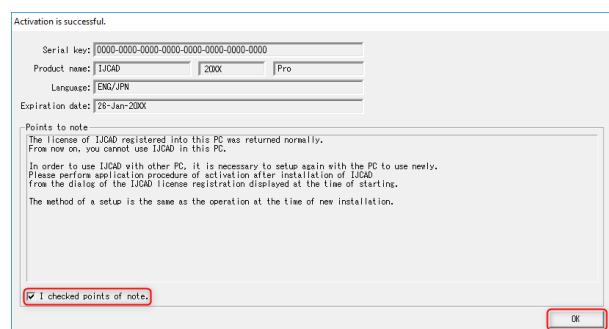 Activation is successful.
Serial key: 0000-0000-0000-0000-0000-0000-0000-0000
Product name: IJCAD 20XX Pro
Language: ENG/JPN
Expiration date: 26-Jan-20XX
Points to note
The license of IJCAD registered into this PC was returned normally.
From now on, you cannot use IJCAD in this PC.
In order to use IJCAD with other PC, it is necessary to setup again with the PC to use newly.
Please perform application procedure of activation after installation of IJCAD
from the dialog of the IJCAD license registration displayed at the time of starting.
The method of a setup is the same as the operation at the time of new installation.
I checked points of note.
OK